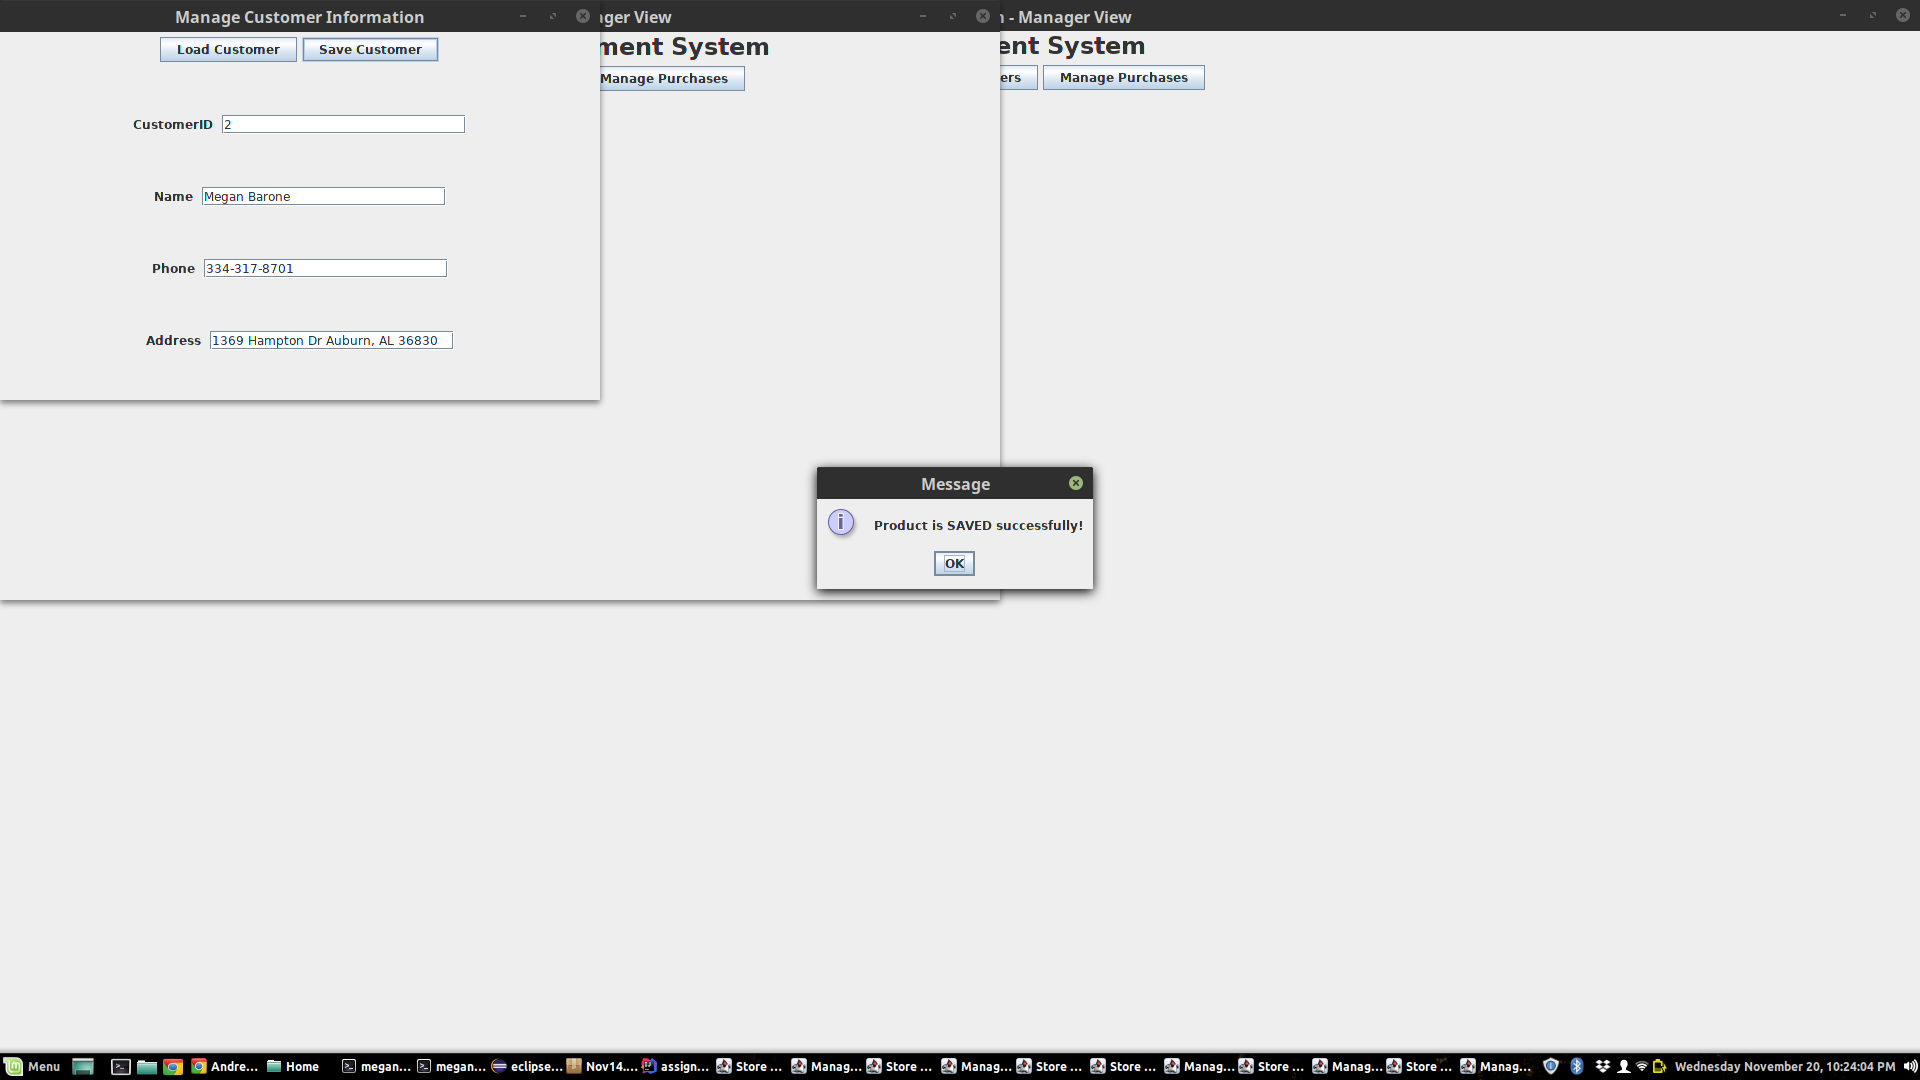 Manage Customer Information
Load Customer Save Customer
CustomerID 2
Name Megan Barone
Phone 334-317-8701
Address 1369 Hampton Dr Auburn, AL 36830
ger View
ment System
Manage Purchases
- Manager View
ent System
ers Manage Purchases
Message
i
Product is SAVED successfully!
OK
Menu Andre... Home megan... megan... eclipse... Nov14.... assign... Store ... Manag... Store ... Manag... Store ... Store ... Manag... Store ... Manag... Store ... Manag... Wednesday November 20, 10:24:04 PM